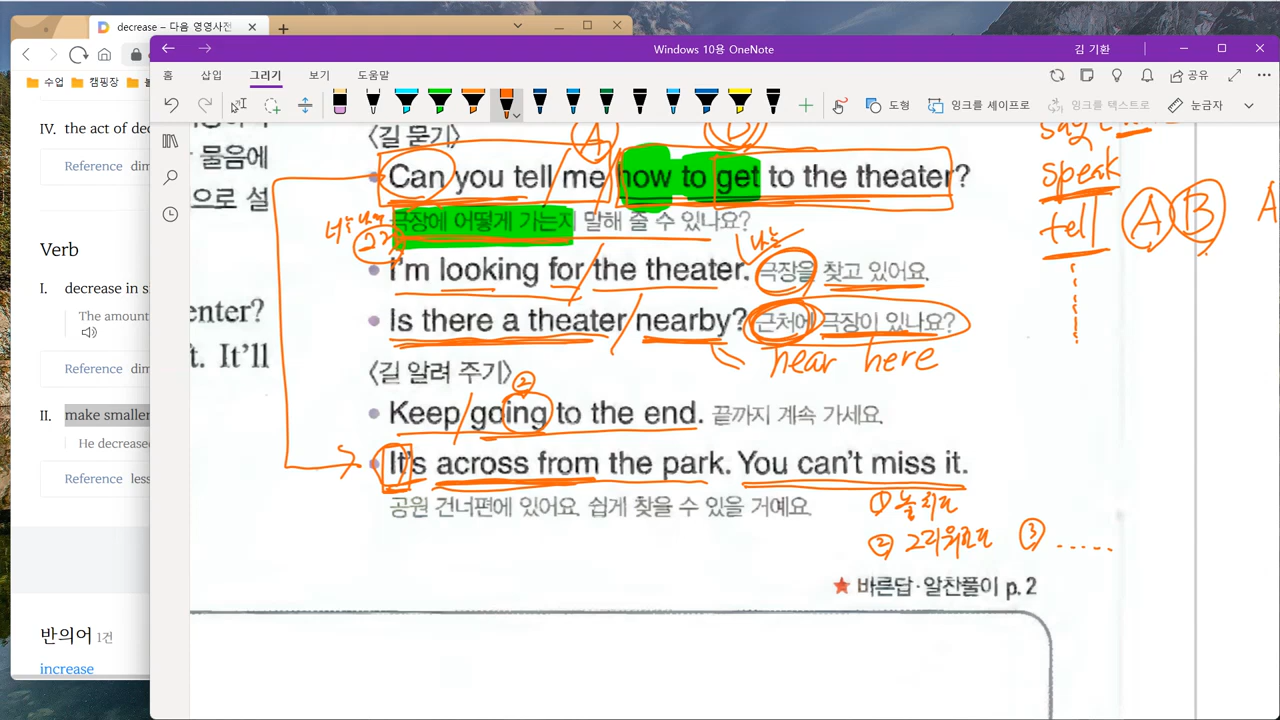 decrease – 다음 영영사전
Windows 10용 OneNote
김 기환
수업
캠핑장
홈
삽입
그리기
보기
도움말
공유
도형
잉크를 셰이프로
잉크를 텍스트로
눈금자
IV. the act of dec
Reference dim
Verb
I. decrease in s
The amount
Reference dim
II. make smaller
He decreased
Reference less
반의어 1건
increase
물음에
으로 설
enter?
t. It'll
〈길 묻기〉
A
B
Can you tell me how to get to the theater?
극장에 어떻게 가는지 말해 줄 수 있나요?
나는
I'm looking for the theater. 극장을 찾고 있어요.
Is there a theater nearby? 근처에 극장이 있나요?
near here
〈길 알려 주기〉
②
Keep going to the end. 끝까지 계속 가세요.
It's across from the park. You can't miss it.
공원 건너편에 있어요. 쉽게 찾을 수 있을 거예요.
① 놓치다
② 그리워하다 ③ ......
★ 바른답·알찬풀이 p. 2
say
speak
tell A B A